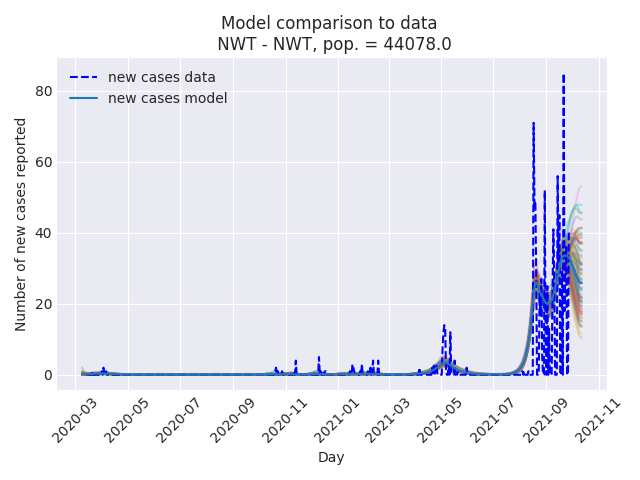 Model comparison to data
NWT - NWT, pop. = 44078.0
new cases data
new cases model
Number of new cases reported
80
60
40
20
0
2020-03
2020-05
2020-07
2020-09
2020-11
2021-01
2021-03
2021-05
2021-07
2021-09
2021-11
Day